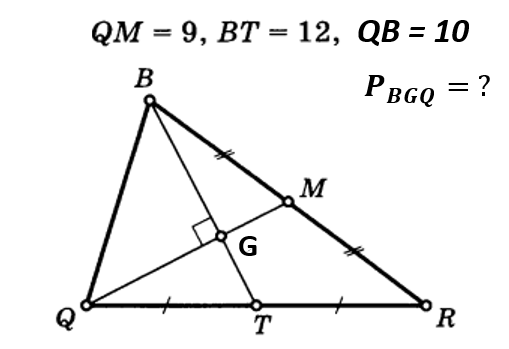 QM = 9, BT = 12, QB = 10
P_BGQ = ?
B
M
G
Q
T
R